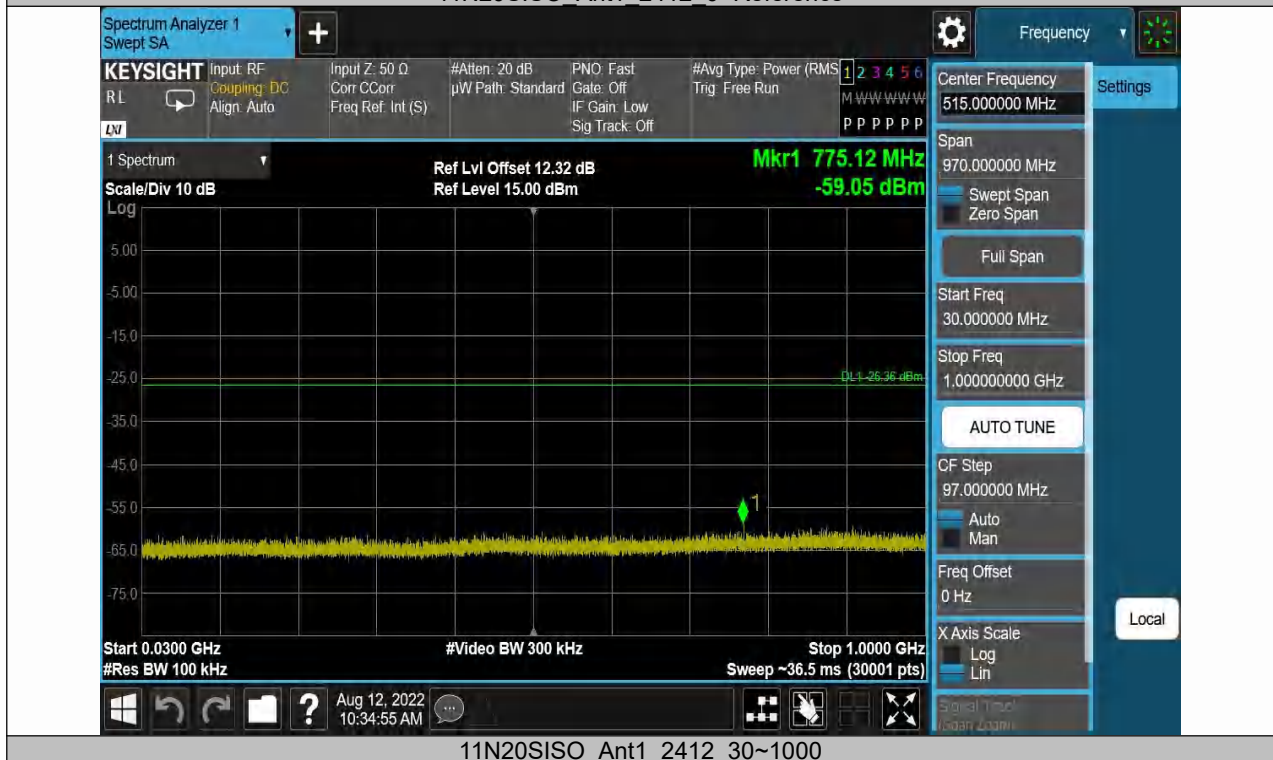 11N20SISO_Ant1_2412_0~Reference
Spectrum Analyzer 1
Swept SA
+
Frequency
KEYSIGHT
RL
LXI
Input: RF
Coupling: DC
Align: Auto
Input Z: 50 Ω
Corr CCorr
Freq Ref: Int (S)
#Atten: 20 dB
µW Path: Standard
PNO: Fast
Gate: Off
IF Gain: Low
Sig Track: Off
#Avg Type: Power (RMS
Trig: Free Run
1 2 3 4 5 6
M W W W W W
P P P P P P
1 Spectrum
Scale/Div 10 dB
Ref Lvl Offset 12.32 dB
Ref Level 15.00 dBm
Mkr1 775.12 MHz
-59.05 dBm
Log
5.00
-5.00
-15.0
-25.0
DL1 -26.36 dBm
-35.0
-45.0
-55.0
1
-65.0
-75.0
Start 0.0300 GHz
#Video BW 300 kHz
Stop 1.0000 GHz
#Res BW 100 kHz
Sweep ~36.5 ms (30001 pts)
Aug 12, 2022
10:34:55 AM
Center Frequency
515.000000 MHz
Settings
Span
970.000000 MHz
Swept Span
Zero Span
Full Span
Start Freq
30.000000 MHz
Stop Freq
1.000000000 GHz
AUTO TUNE
CF Step
97.000000 MHz
Auto
Man
Freq Offset
0 Hz
X Axis Scale
Log
Lin
Local
Signal Track
(Span Zoom)
11N20SISO_Ant1_2412_30~1000